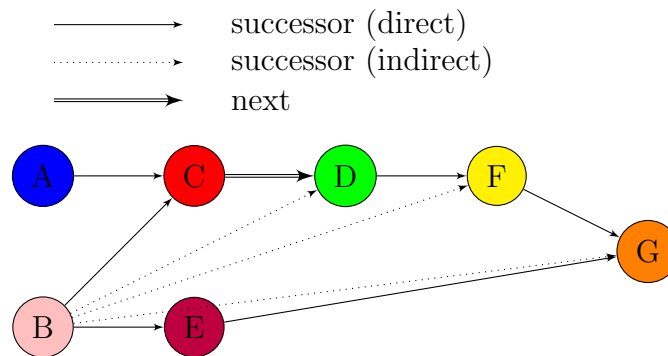 successor (direct)
successor (indirect)
next
A C D F
G
B E